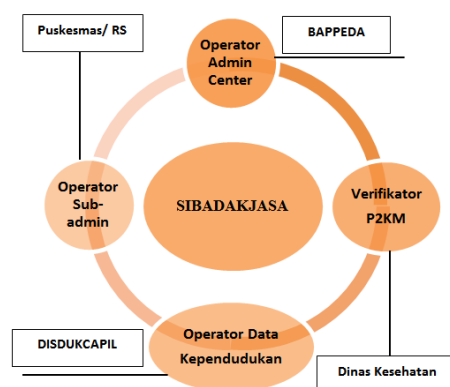 Puskesmas/ RS
Operator
Admin
Center
BAPPEDA
Operator
Sub-
admin
SIBADAKJASA
Verifikator
P2KM
Operator Data
Kependudukan
DISDUKCAPIL
Dinas Kesehatan